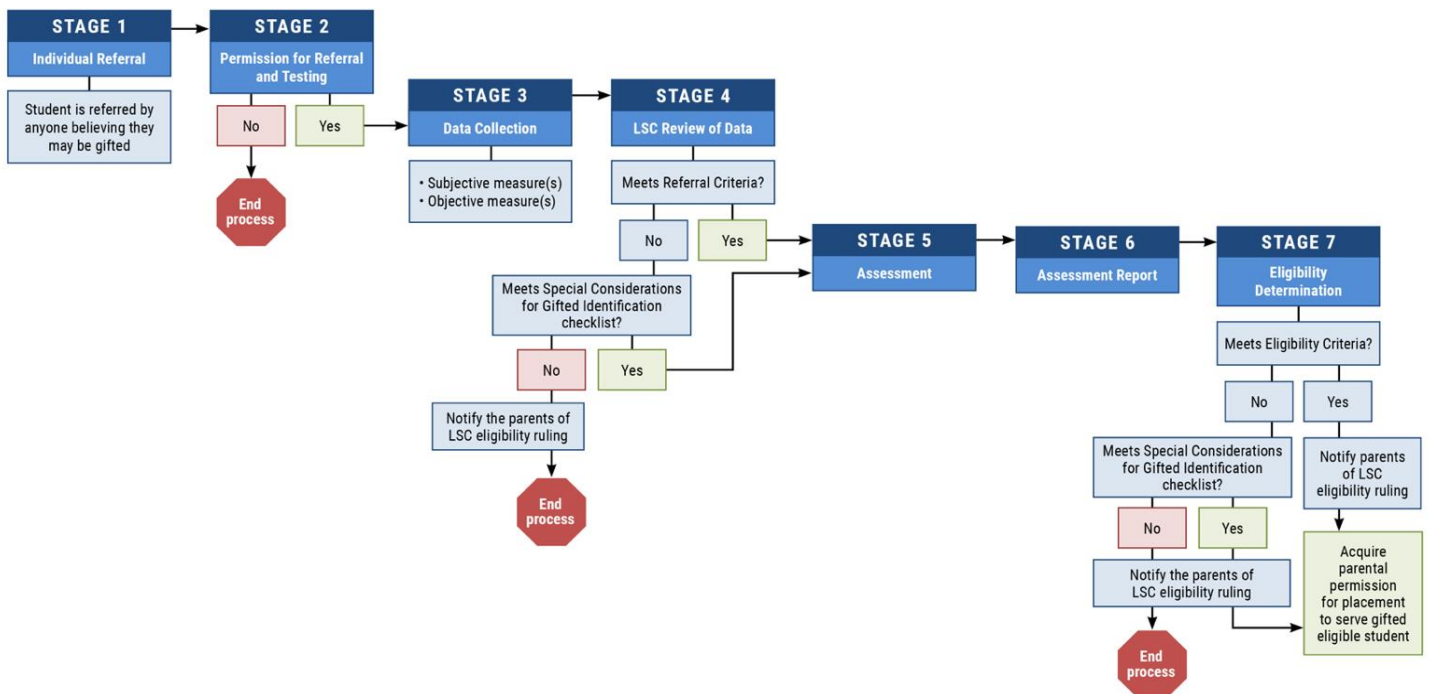 STAGE 1
Individual Referral
Student is referred by
anyone believing they
may be gifted
STAGE 2
Permission for Referral
and Testing
No
Yes
End
process
STAGE 3
Data Collection
• Subjective measure(s)
• Objective measure(s)
STAGE 4
LSC Review of Data
Meets Referral Criteria?
No
Yes
Meets Special Considerations
for Gifted Identification
checklist?
No
Yes
Notify the parents of
LSC eligibility ruling
End
process
STAGE 5
Assessment
STAGE 6
Assessment Report
STAGE 7
Eligibility
Determination
Meets Eligibility Criteria?
No
Yes
Meets Special Considerations
for Gifted Identification
checklist?
No
Yes
Notify the parents of
LSC eligibility ruling
End
process
Notify parents
of LSC
eligibility ruling
Acquire
parental
permission
for placement
to serve gifted
eligible student